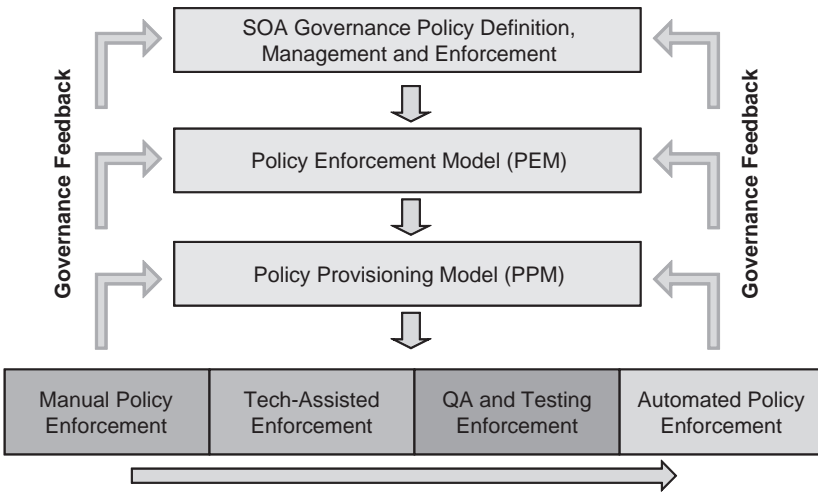 SOA Governance Policy Definition,
Management and Enforcement
Governance Feedback
Governance Feedback
Policy Enforcement Model (PEM)
Policy Provisioning Model (PPM)
Manual Policy
Enforcement
Tech-Assisted
Enforcement
QA and Testing
Enforcement
Automated Policy
Enforcement